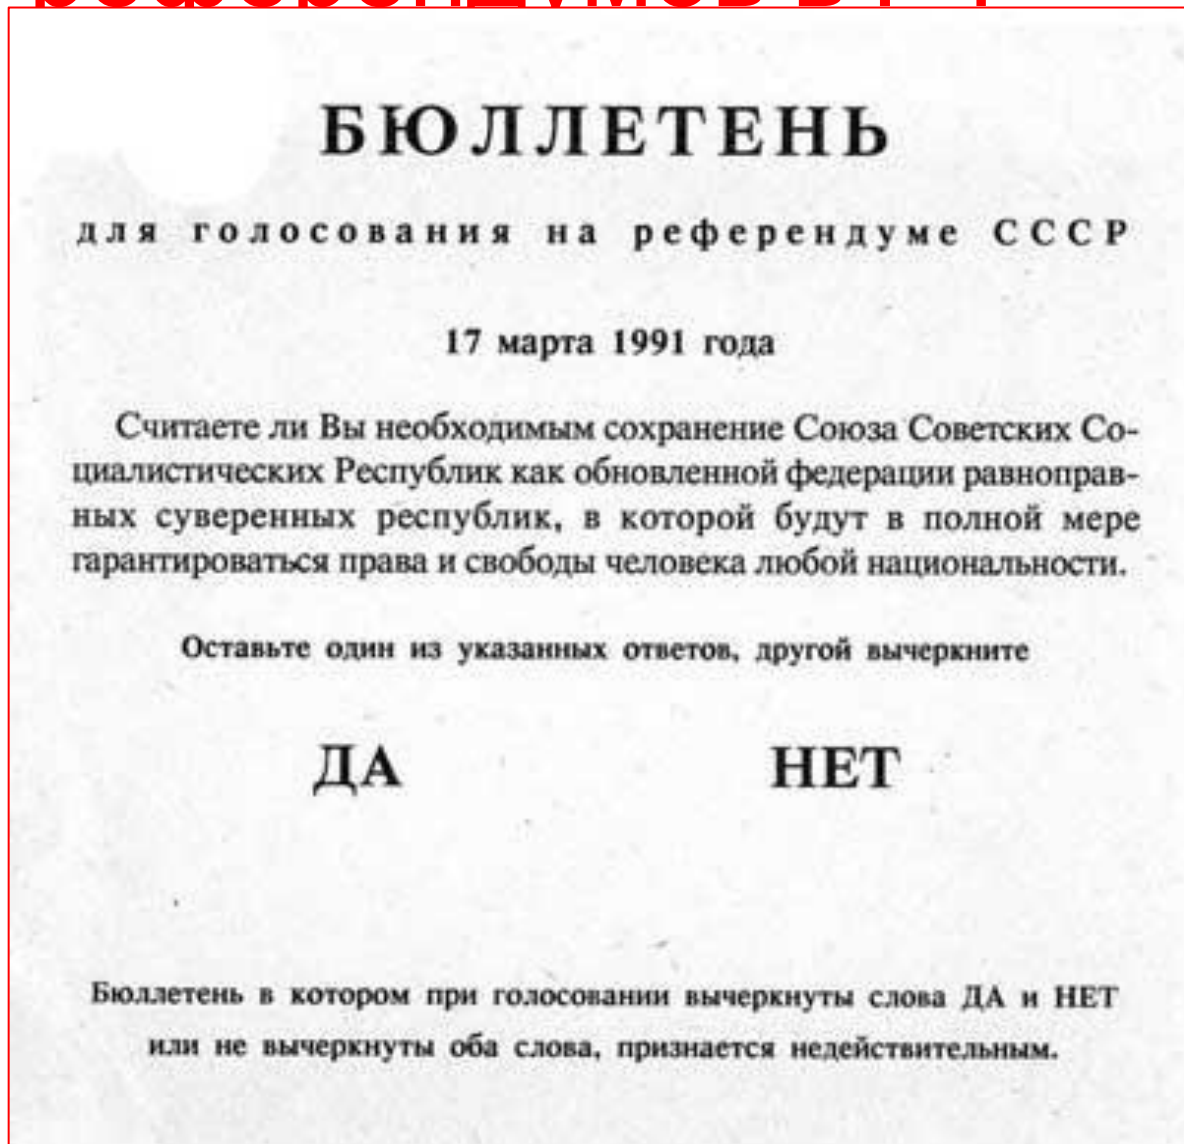 референдумов в РФ
БЮЛЛЕТЕНЬ
для голосования на референдуме СССР
17 марта 1991 года
Считаете ли Вы необходимым сохранение Союза Советских Со-
циалистических Республик как обновленной федерации равноправ-
ных суверенных республик, в которой будут в полной мере
гарантироваться права и свободы человека любой национальности.
Оставьте один из указанных ответов, другой вычеркните
ДА НЕТ
Бюллетень в котором при голосовании вычеркнуты слова ДА и НЕТ
или не вычеркнуты оба слова, признается недействительным.